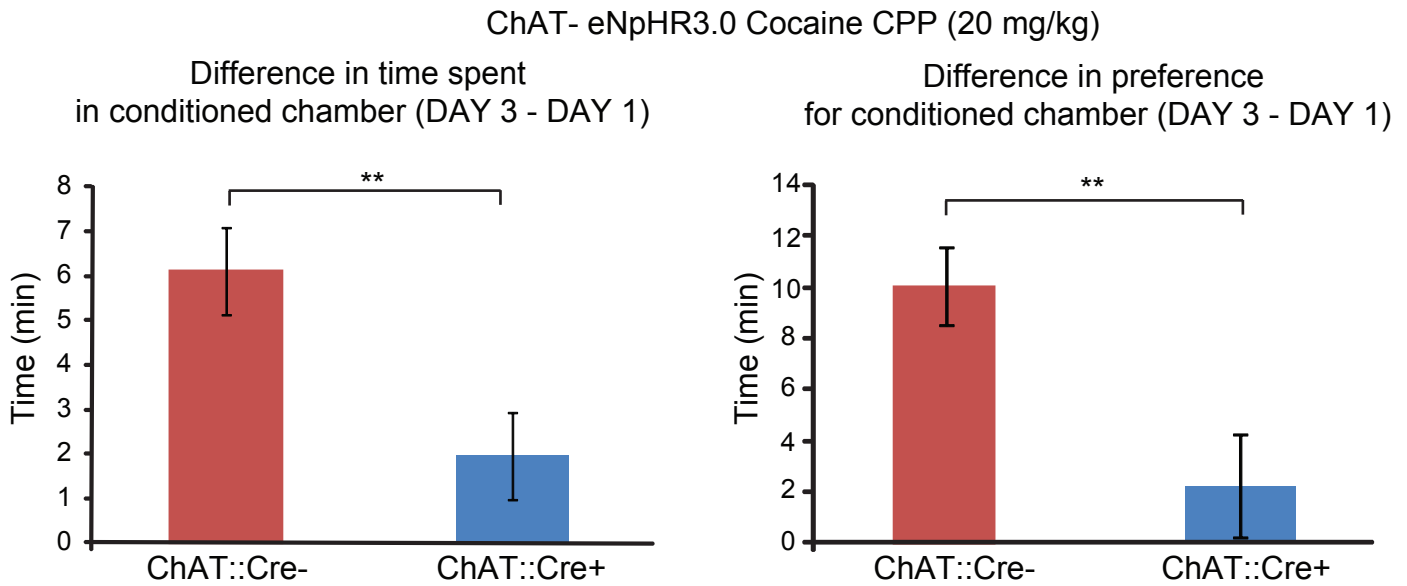 ChAT- eNpHR3.0 Cocaine CPP (20 mg/kg)
Difference in time spent
in conditioned chamber (DAY 3 - DAY 1)
Time (min)
8
7
6
5
4
3
2
1
0
**
ChAT::Cre-
ChAT::Cre+
Difference in preference
for conditioned chamber (DAY 3 - DAY 1)
Time (min)
14
12
10
8
6
4
2
0
**
ChAT::Cre-
ChAT::Cre+